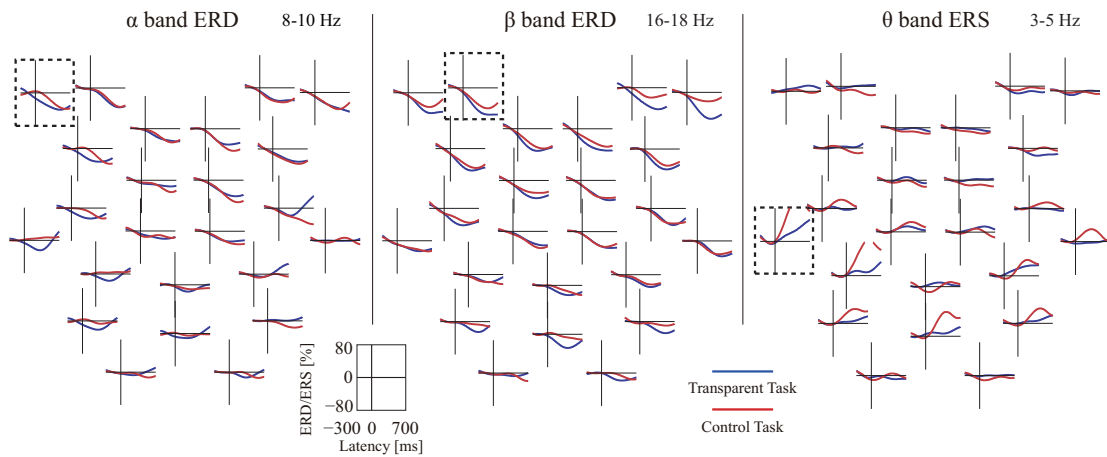 α band ERD 8-10 Hz
β band ERD 16-18 Hz
θ band ERS 3-5 Hz
ERD/ERS [%]
80
0
−80
−300 0 700
Latency [ms]
Transparent Task
Control Task